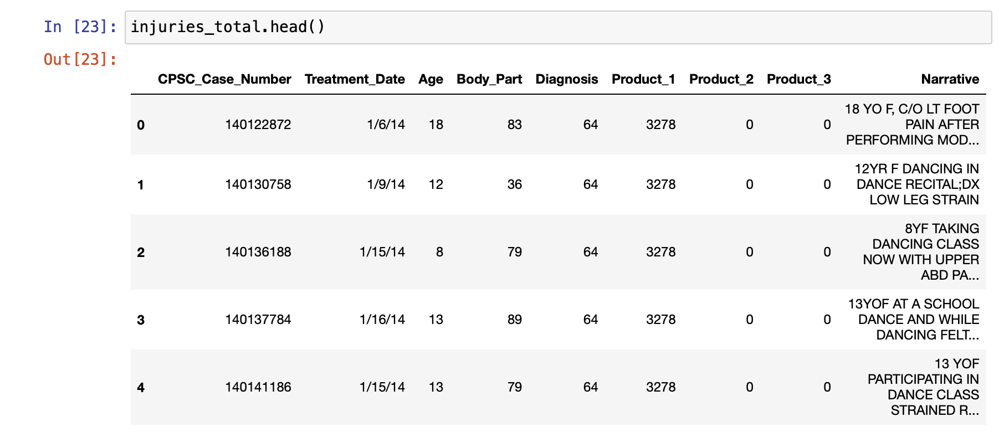 In [23]: injuries_total.head()
Out[23]:
CPSC_Case_Number Treatment_Date Age Body_Part Diagnosis Product_1 Product_2 Product_3 Narrative
0 140122872 1/6/14 18 83 64 3278 0 0 18 YO F, C/O LT FOOT
PAIN AFTER
PERFORMING MOD...
1 140130758 1/9/14 12 36 64 3278 0 0 12YR F DANCING IN
DANCE RECITAL;DX
LOW LEG STRAIN
2 140136188 1/15/14 8 79 64 3278 0 0 8YF TAKING
DANCING CLASS
NOW WITH UPPER
ABD PA...
3 140137784 1/16/14 13 89 64 3278 0 0 13YOF AT A SCHOOL
DANCE AND WHILE
DANCING FELT...
4 140141186 1/15/14 13 79 64 3278 0 0 13 YOF
PARTICIPATING IN
DANCE CLASS
STRAINED R...